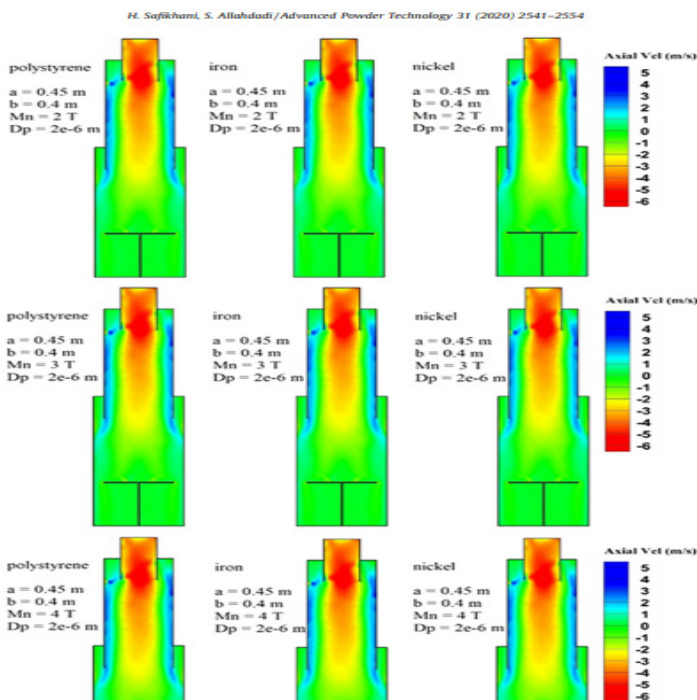 H. Safikhani, S. Allahdadi / Advanced Powder Technology 31 (2020) 2541–2554
polystyrene
a = 0.45 m
b = 0.4 m
Mn = 2 T
Dp = 2e-6 m
iron
a = 0.45 m
b = 0.4 m
Mn = 2 T
Dp = 2e-6 m
nickel
a = 0.45 m
b = 0.4 m
Mn = 2 T
Dp = 2e-6 m
Axial Vel (m/s)
5
4
3
2
1
0
-1
-2
-3
-4
-5
-6
polystyrene
a = 0.45 m
b = 0.4 m
Mn = 3 T
Dp = 2e-6 m
iron
a = 0.45 m
b = 0.4 m
Mn = 3 T
Dp = 2e-6 m
nickel
a = 0.45 m
b = 0.4 m
Mn = 3 T
Dp = 2e-6 m
Axial Vel (m/s)
5
4
3
2
1
0
-1
-2
-3
-4
-5
-6
polystyrene
a = 0.45 m
b = 0.4 m
Mn = 4 T
Dp = 2e-6 m
iron
a = 0.45 m
b = 0.4 m
Mn = 4 T
Dp = 2e-6 m
nickel
a = 0.45 m
b = 0.4 m
Mn = 4 T
Dp = 2e-6 m
Axial Vel (m/s)
5
4
3
2
1
0
-1
-2
-3
-4
-5
-6